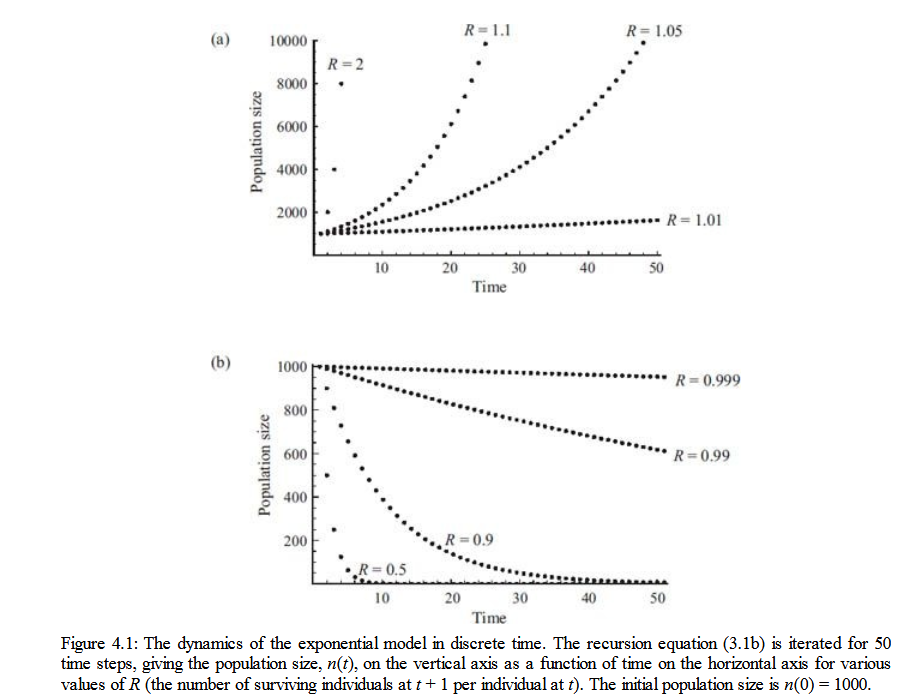 (a)
R = 1.1
R = 1.05
10000
R = 2
8000
6000
4000
2000
Population size
R = 1.01
10 20 30 40 50
Time
(b)
1000
R = 0.999
800
600
R = 0.99
400
200
Population size
R = 0.9
R = 0.5
10 20 30 40 50
Time
Figure 4.1: The dynamics of the exponential model in discrete time. The recursion equation (3.1b) is iterated for 50
time steps, giving the population size, n(t), on the vertical axis as a function of time on the horizontal axis for various
values of R (the number of surviving individuals at t + 1 per individual at t). The initial population size is n(0) = 1000.